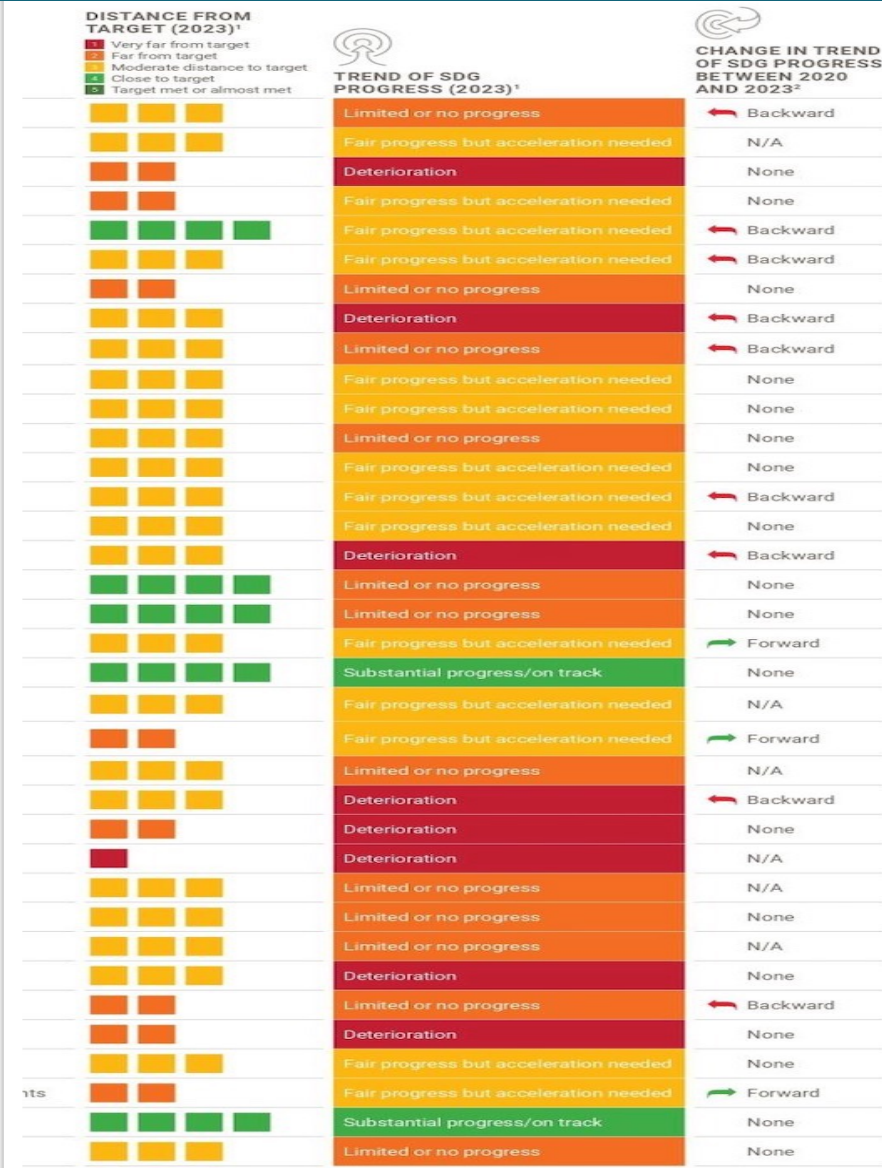 DISTANCE FROM
TARGET (2023)¹
1 Very far from target
2 Far from target
3 Moderate distance to target
4 Close to target
5 Target met or almost met
TREND OF SDG
PROGRESS (2023)¹
CHANGE IN TREND
OF SDG PROGRESS
BETWEEN 2020
AND 2023²
Limited or no progress Backward
Fair progress but acceleration needed N/A
Deterioration None
Fair progress but acceleration needed None
Fair progress but acceleration needed Backward
Fair progress but acceleration needed Backward
Limited or no progress None
Deterioration Backward
Limited or no progress Backward
Fair progress but acceleration needed None
Fair progress but acceleration needed None
Limited or no progress None
Fair progress but acceleration needed None
Fair progress but acceleration needed Backward
Fair progress but acceleration needed None
Deterioration Backward
Limited or no progress None
Limited or no progress None
Fair progress but acceleration needed Forward
Substantial progress/on track None
Fair progress but acceleration needed N/A
Fair progress but acceleration needed Forward
Limited or no progress N/A
Deterioration Backward
Deterioration None
Deterioration N/A
Limited or no progress N/A
Limited or no progress None
Limited or no progress N/A
Deterioration None
Limited or no progress Backward
Deterioration None
Fair progress but acceleration needed None
nts Fair progress but acceleration needed Forward
Substantial progress/on track None
Limited or no progress None